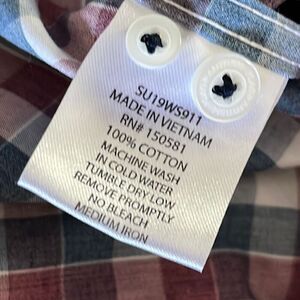 SU19WS911
MADE IN VIETNAM
RN# 150581
100% COTTON
MACHINE WASH
IN COLD WATER
TUMBLE DRY LOW
REMOVE PROMPTLY
NO BLEACH
MEDIUM IRON